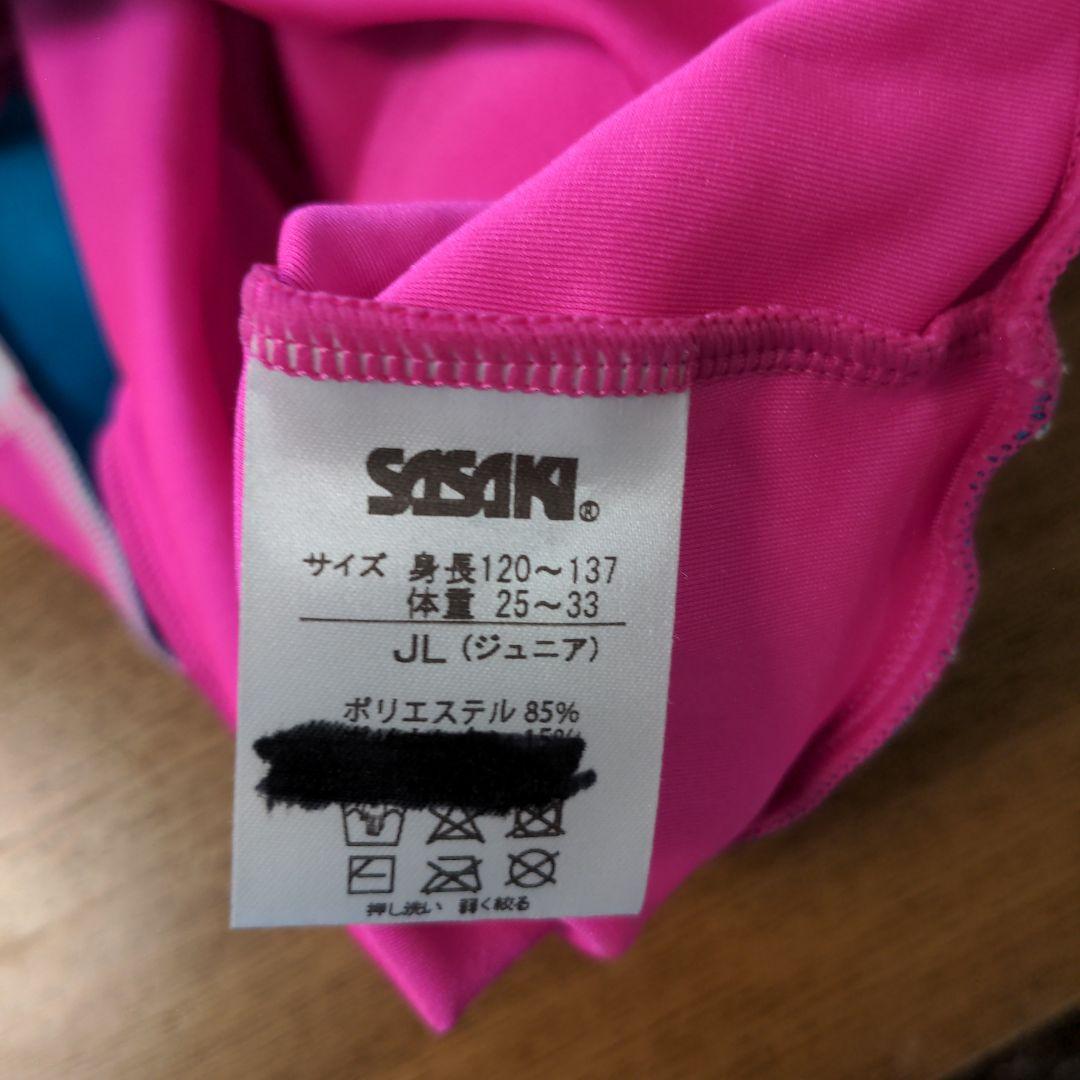 SASAKI®
サイズ 身長120～137
体重 25～33
JL (ジュニア)
ポリエステル 85%
15%
押し洗い 弱く絞る